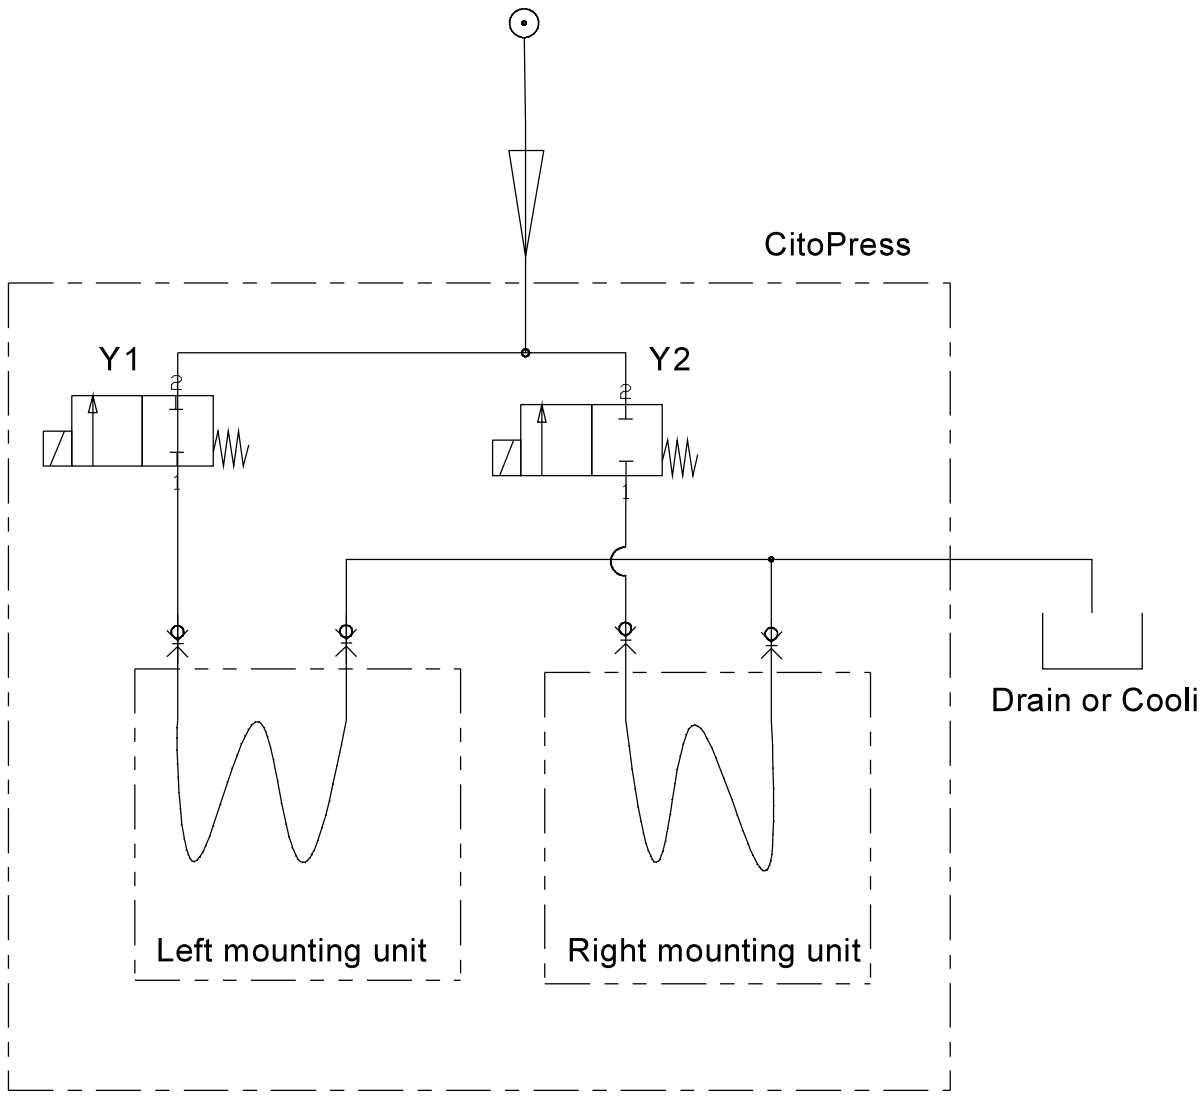 CitoPress
Y1
Y2
2
2
1
1
Drain or Cooli
Left mounting unit
Right mounting unit